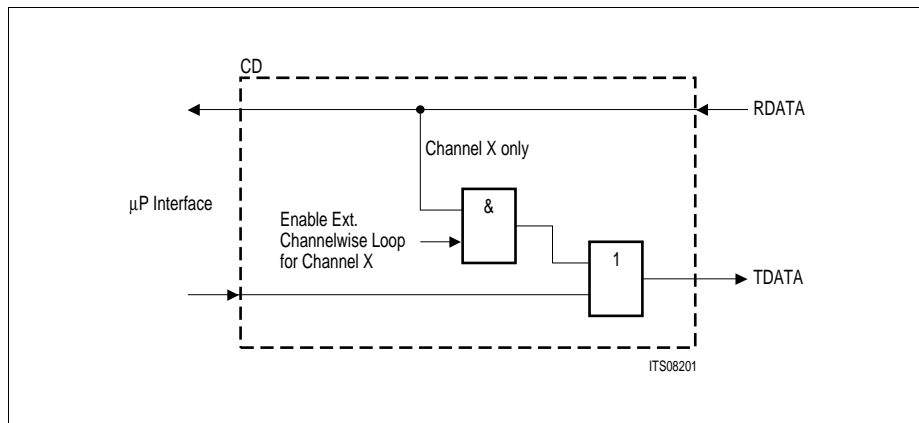 CD
RDATA
Channel X only
μP Interface
&
Enable Ext.
Channelwise Loop
for Channel X
1
TDATA
ITS08201